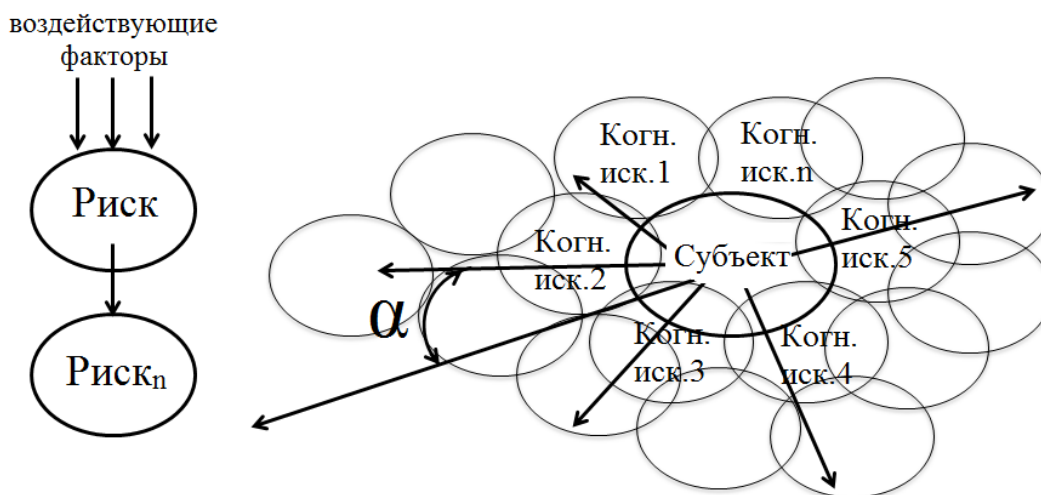 воздействующие
факторы
Риск
Рискn
α
Когн.
иск.1
Когн.
иск.n
Когн.
иск.2
Субъект
Когн.
иск.5
Когн.
иск.3
Когн.
иск.4